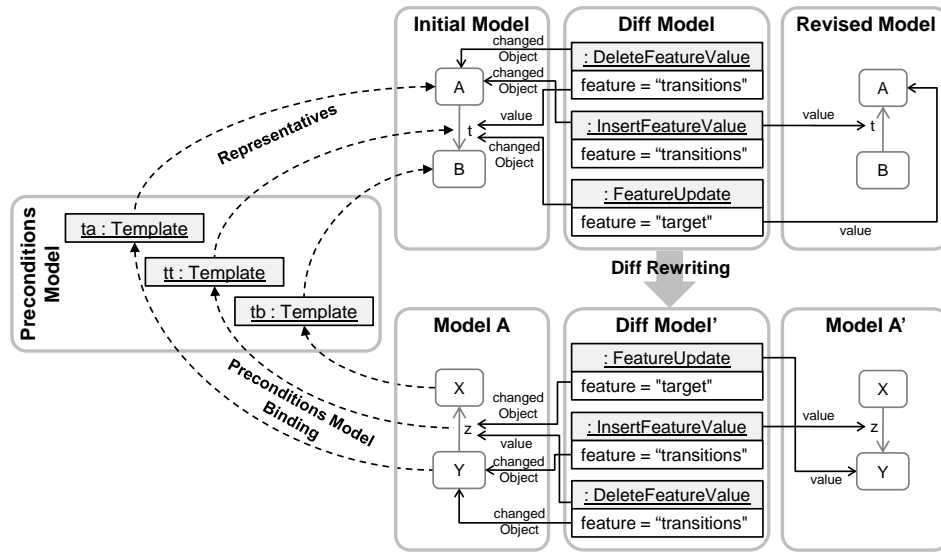 Initial Model
Diff Model
Revised Model
changed
Object
: DeleteFeatureValue
feature = “transitions"
A
changed
Object
value
t
changed
Object
B
: InsertFeatureValue
feature = “transitions"
: FeatureUpdate
feature = "target"
A
value
t
B
value
Representatives
Preconditions
Model
ta : Template
tt : Template
tb : Template
Diff Rewriting
Preconditions Model
Binding
Model A
Diff Model’
Model A’
X
changed
Object
z
value
Y
changed
Object
changed
Object
: FeatureUpdate
feature = "target"
: InsertFeatureValue
feature = “transitions"
: DeleteFeatureValue
feature = “transitions"
X
value
z
Y
value